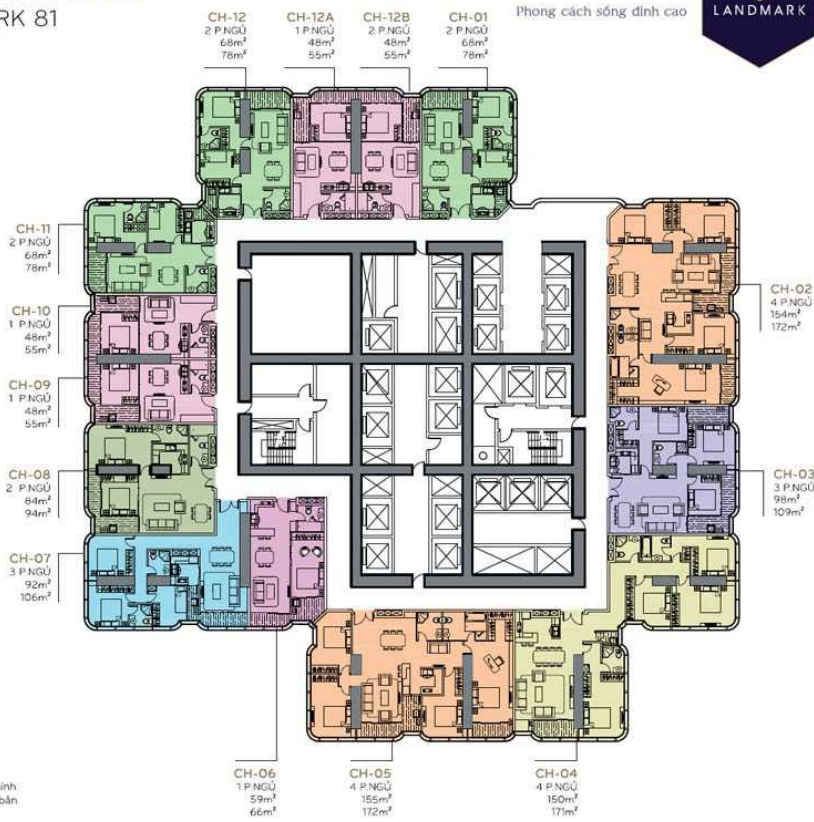 RK 81
Phong cách sống đỉnh cao
LANDMARK
CH-12
2 P.NGỦ
68m²
78m²
CH-12A
1 P.NGỦ
48m²
55m²
CH-12B
2 P.NGỦ
48m²
55m²
CH-01
2 P.NGỦ
68m²
78m²
CH-11
2 P.NGỦ
68m²
78m²
CH-10
1 P.NGỦ
48m²
55m²
CH-09
1 P.NGỦ
48m²
55m²
CH-08
2 P.NGỦ
84m²
94m²
CH-07
3 P.NGỦ
92m²
106m²
CH-02
4 P.NGỦ
154m²
172m²
CH-03
3 P.NGỦ
98m²
109m²
CH-06
1 P.NGỦ
59m²
66m²
CH-05
4 P.NGỦ
155m²
172m²
CH-04
4 P.NGỦ
150m²
171m²
ình
bán